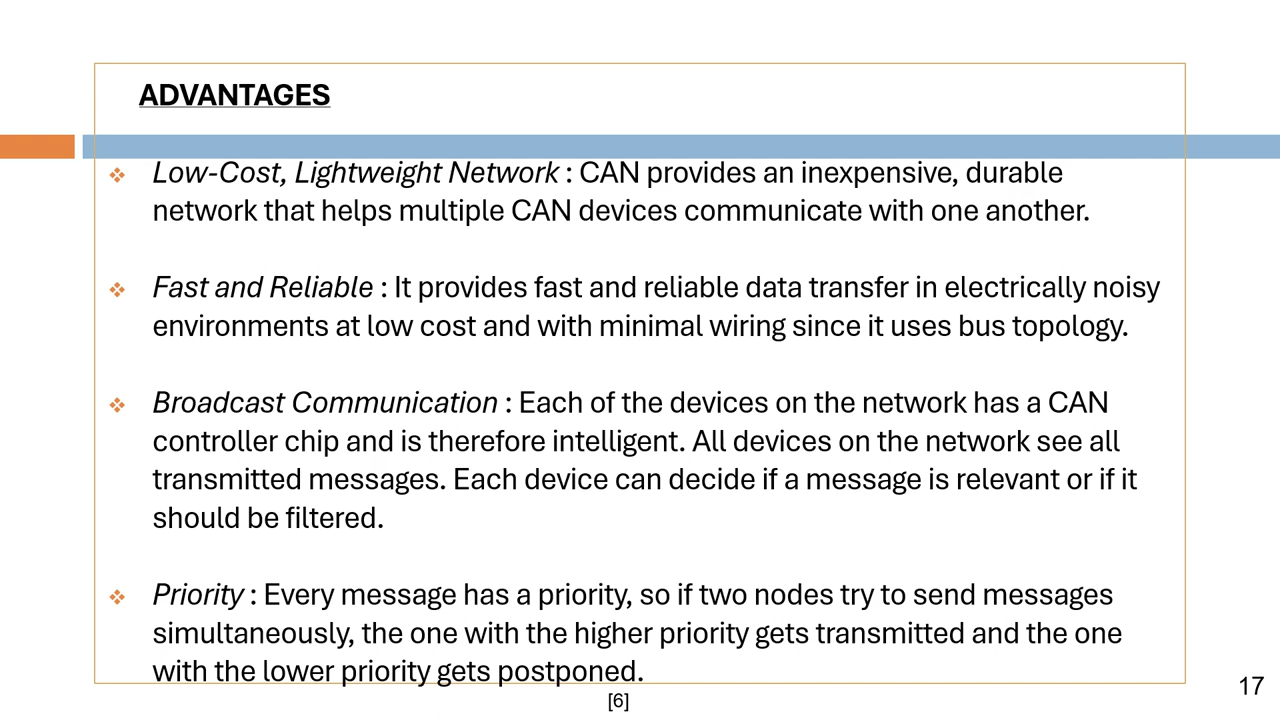 ADVANTAGES
❖ Low-Cost, Lightweight Network : CAN provides an inexpensive, durable
network that helps multiple CAN devices communicate with one another.
❖ Fast and Reliable : It provides fast and reliable data transfer in electrically noisy
environments at low cost and with minimal wiring since it uses bus topology.
❖ Broadcast Communication : Each of the devices on the network has a CAN
controller chip and is therefore intelligent. All devices on the network see all
transmitted messages. Each device can decide if a message is relevant or if it
should be filtered.
❖ Priority : Every message has a priority, so if two nodes try to send messages
simultaneously, the one with the higher priority gets transmitted and the one
with the lower priority gets postponed.
[6]
17